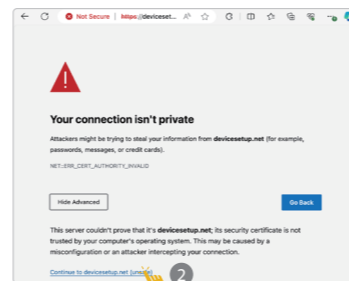 Not Secure | https://deviceset...
Your connection isn't private
Attackers might be trying to steal your information from devicesetup.net (for example,
passwords, messages, or credit cards).
NET::ERR_CERT_AUTHORITY_INVALID
Hide Advanced
Go Back
This server couldn't prove that it's devicesetup.net; its security certificate is not
trusted by your computer's operating system. This may be caused by a
misconfiguration or an attacker intercepting your connection.
Continue to devicesetup.net (unsafe)
2